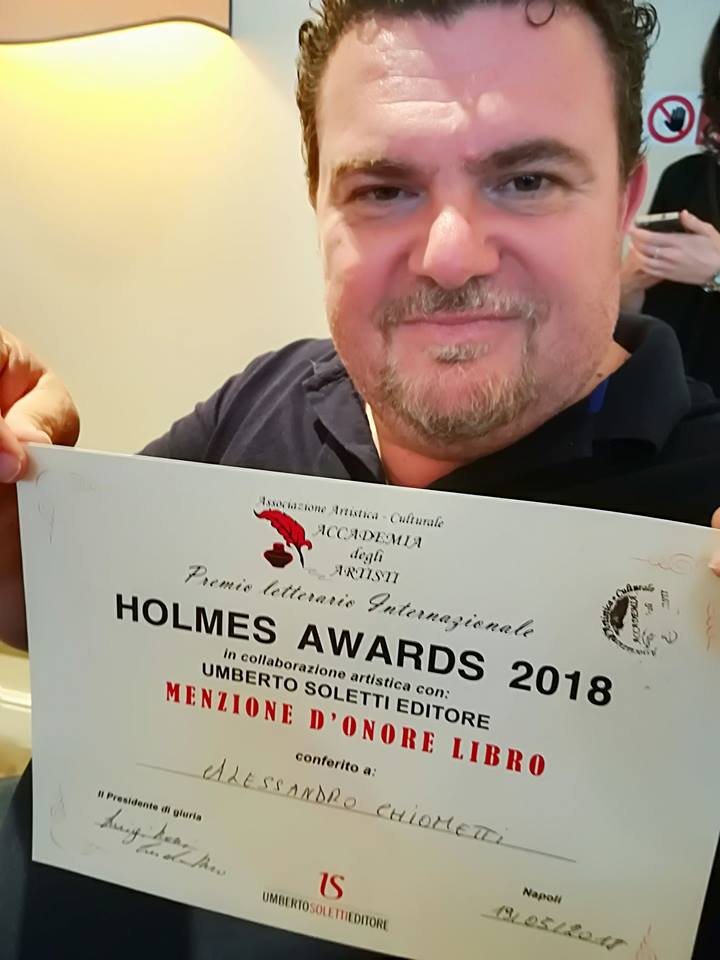 Associazione Artistica - Culturale
ACCADEMIA
degli
ARTISTI
Premio letterario Internazionale
HOLMES AWARDS 2018
in collaborazione artistica con:
UMBERTO SOLETTI EDITORE
MENZIONE D'ONORE LIBRO
conferito a:
ALESSANDRO CHIOMETTI
Il Presidente di giuria
Napoli
19/05/2018
US
UMBERTOSOLETTIEDITORE